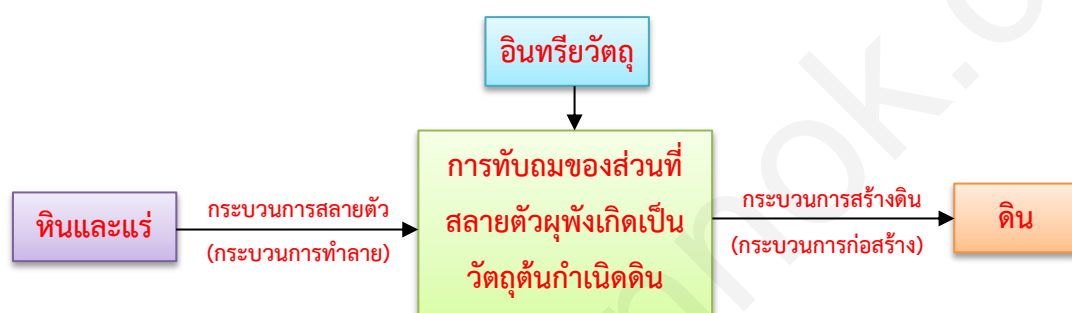 อินทรียวัตถุ
การทับถมของส่วนที่
สลายตัวผุพังเกิดเป็น
วัตถุต้นกำเนิดดิน
หินและแร่
กระบวนการสลายตัว
(กระบวนการทำลาย)
กระบวนการสร้างดิน
(กระบวนการก่อสร้าง)
ดิน